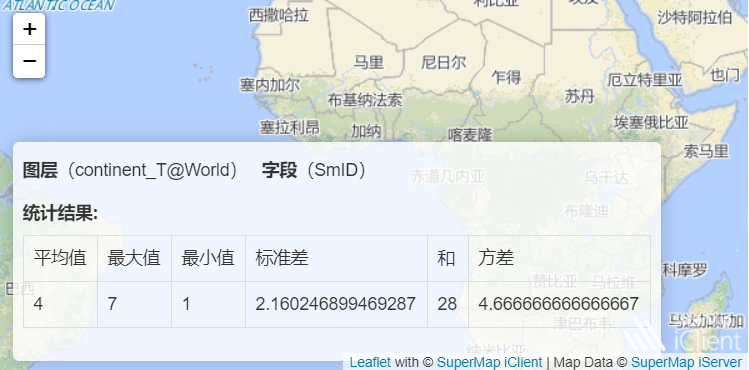 ATLANTIC OCEAN
西撒哈拉
沙特阿拉伯
+
−
马里
尼日尔
乍得
厄立特里亚
也门
塞内加尔
布基纳法索
苏丹
塞拉利昂
加纳
喀麦隆
埃塞俄比亚
索马里
图层（continent_T@World） 字段（SmID）
赤道几内亚
乌干达
统计结果:
布隆迪
平均值 最大值 最小值 标准差 和 方差
科摩罗
巴西
赞比亚
马拉维
4 7 1 2.160246899469287 28 4.666666666666667
津巴布韦
马达加斯加
纳米比亚
iClient
Leaflet with © SuperMap iClient | Map Data © SuperMap iServer